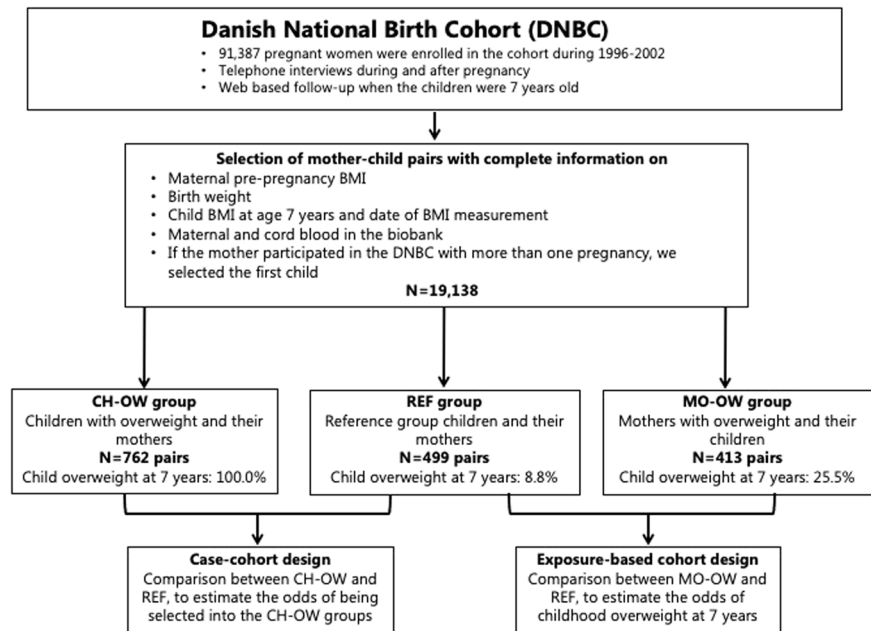 Danish National Birth Cohort (DNBC)
• 91,387 pregnant women were enrolled in the cohort during 1996-2002
• Telephone interviews during and after pregnancy
• Web based follow-up when the children were 7 years old
Selection of mother-child pairs with complete information on
• Maternal pre-pregnancy BMI
• Birth weight
• Child BMI at age 7 years and date of BMI measurement
• Maternal and cord blood in the biobank
• If the mother participated in the DNBC with more than one pregnancy, we
selected the first child
N=19,138
CH-OW group
Children with overweight and their
mothers
N=762 pairs
Child overweight at 7 years: 100.0%
REF group
Reference group children and their
mothers
N=499 pairs
Child overweight at 7 years: 8.8%
MO-OW group
Mothers with overweight and their
children
N=413 pairs
Child overweight at 7 years: 25.5%
Case-cohort design
Comparison between CH-OW and
REF, to estimate the odds of being
selected into the CH-OW groups
Exposure-based cohort design
Comparison between MO-OW and
REF, to estimate the odds of
childhood overweight at 7 years